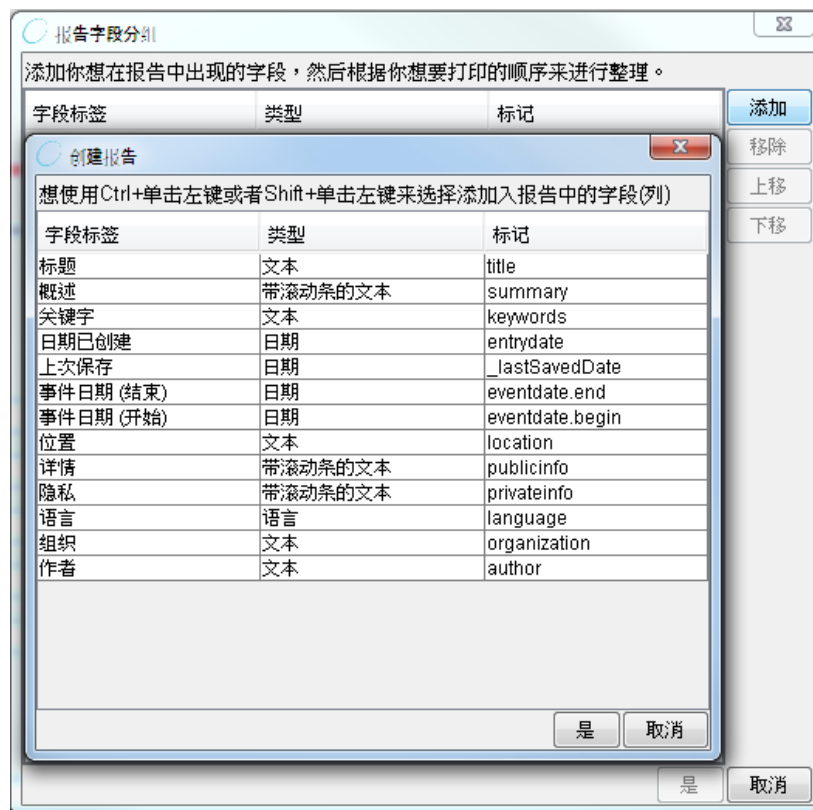 报告字段分组
添加你想在报告中出现的字段，然后根据你想要打印的顺序来进行整理。
字段标签 类型 标记
添加
移除
上移
下移
创建报告
想使用Ctrl+单击左键或者Shift+单击左键来选择添加入报告中的字段(列)
字段标签 类型 标记
标题 文本 title
概述 带滚动条的文本 summary
关键字 文本 keywords
日期已创建 日期 entrydate
上次保存 日期 _lastSavedDate
事件日期 (结束) 日期 eventdate.end
事件日期 (开始) 日期 eventdate.begin
位置 文本 location
详情 带滚动条的文本 publicinfo
隐私 带滚动条的文本 privateinfo
语言 语言 language
组织 文本 organization
作者 文本 author
是 取消
是 取消